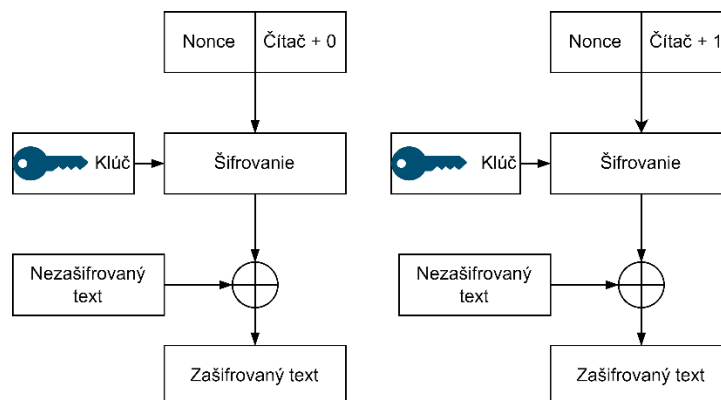 Nonce
Čítač + 0
Kľúč
Šifrovanie
Nezašifrovaný
text
Zašifrovaný text
Nonce
Čítač + 1
Kľúč
Šifrovanie
Nezašifrovaný
text
Zašifrovaný text